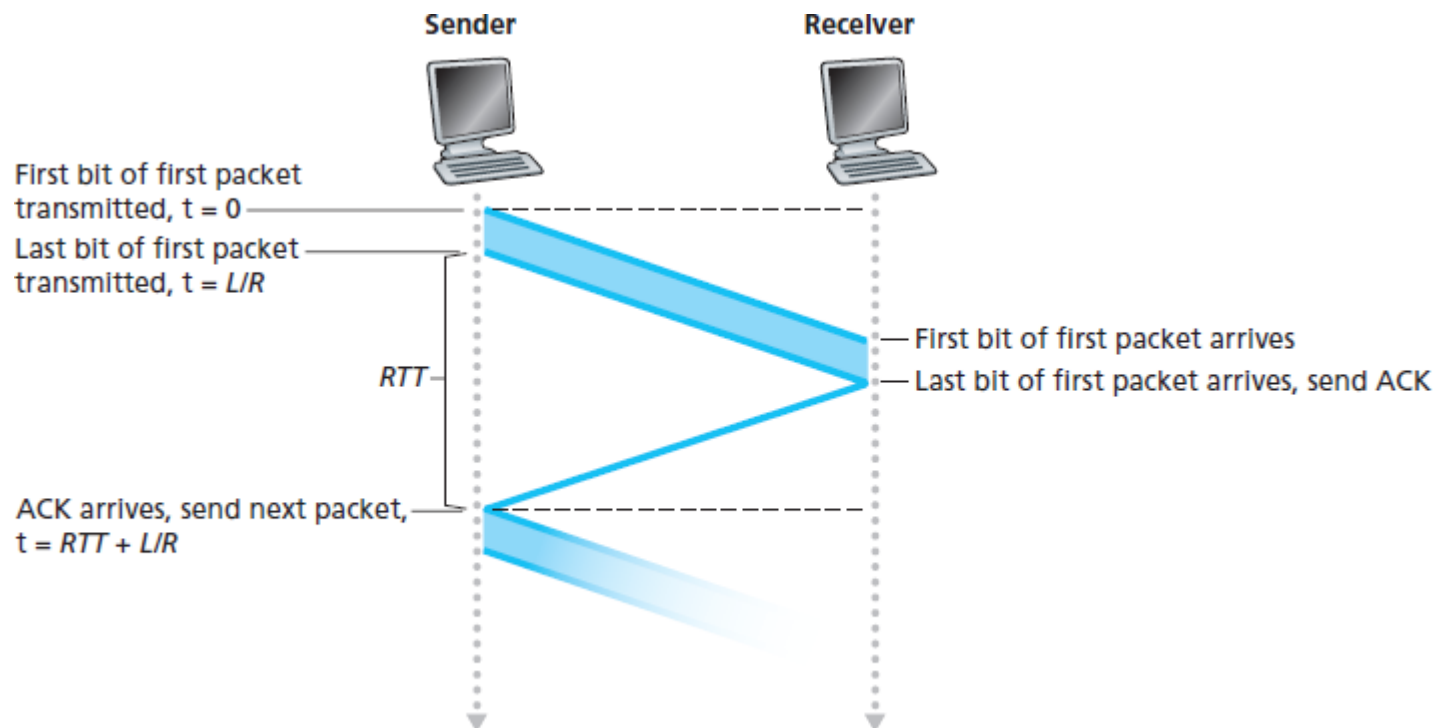 Sender
Recelver
First bit of first packet
transmitted, t = 0
Last bit of first packet
transmitted, t = L/R
First bit of first packet arrives
RTT
Last bit of first packet arrives, send ACK
ACK arrives, send next packet,
t = RTT + L/R